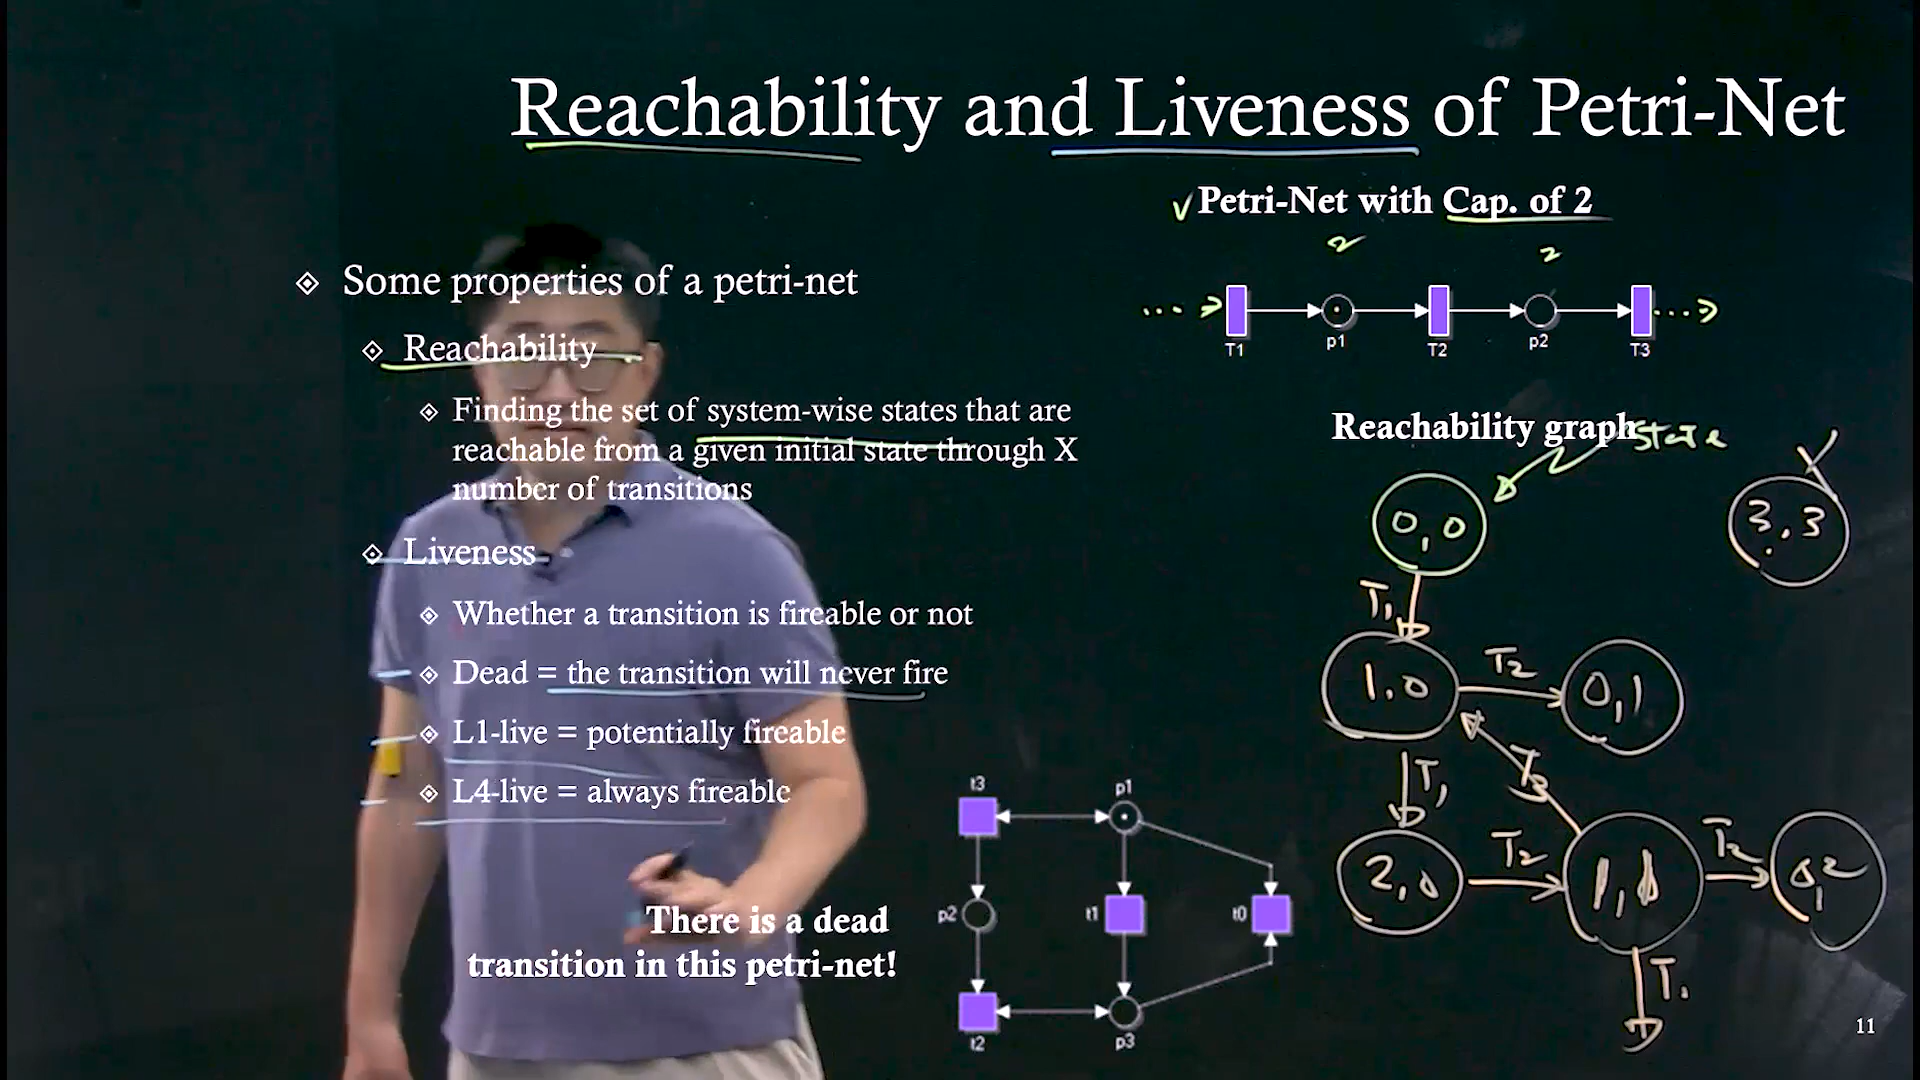 Reachability and Liveness of Petri-Net
Petri-Net with Cap. of 2
2 2
T1 p1 T2 p2 T3
Some properties of a petri-net
Reachability
Finding the set of system-wise states that are
reachable from a given initial state through X
number of transitions
Liveness
Whether a transition is fireable or not
Dead = the transition will never fire
L1-live = potentially fireable
L4-live = always fireable
There is a dead
transition in this petri-net!
t3 p1
p2 t1 t0
t2 p3
Reachability graph
State
0,0
3,3
T1
1,0 T2 0,1
T1 T3
2,0 T2 1,1 T2 0,2
T1
11